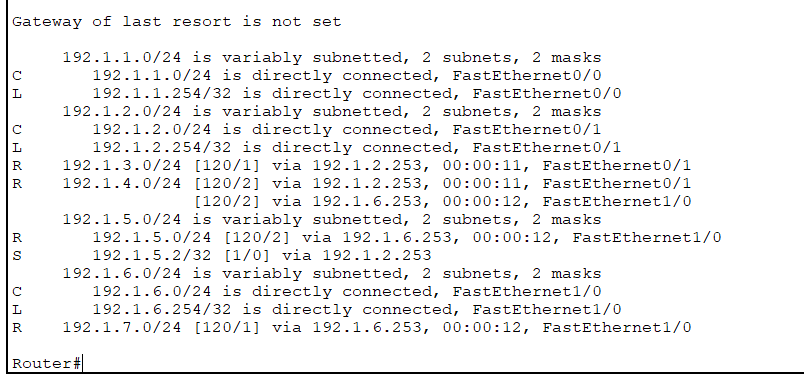 Gateway of last resort is not set
     192.1.1.0/24 is variably subnetted, 2 subnets, 2 masks
C       192.1.1.0/24 is directly connected, FastEthernet0/0
L       192.1.1.254/32 is directly connected, FastEthernet0/0
     192.1.2.0/24 is variably subnetted, 2 subnets, 2 masks
C       192.1.2.0/24 is directly connected, FastEthernet0/1
L       192.1.2.254/32 is directly connected, FastEthernet0/1
R    192.1.3.0/24 [120/1] via 192.1.2.253, 00:00:11, FastEthernet0/1
R    192.1.4.0/24 [120/2] via 192.1.2.253, 00:00:11, FastEthernet0/1
                  [120/2] via 192.1.6.253, 00:00:12, FastEthernet1/0
     192.1.5.0/24 is variably subnetted, 2 subnets, 2 masks
R       192.1.5.0/24 [120/2] via 192.1.6.253, 00:00:12, FastEthernet1/0
S       192.1.5.2/32 [1/0] via 192.1.2.253
     192.1.6.0/24 is variably subnetted, 2 subnets, 2 masks
C       192.1.6.0/24 is directly connected, FastEthernet1/0
L       192.1.6.254/32 is directly connected, FastEthernet1/0
R    192.1.7.0/24 [120/1] via 192.1.6.253, 00:00:12, FastEthernet1/0
Router#